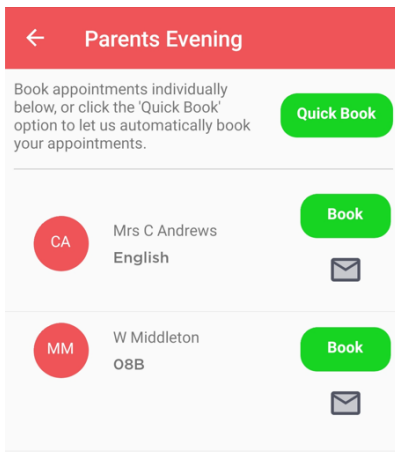 Parents Evening
Book appointments individually
below, or click the 'Quick Book'
option to let us automatically book
your appointments.
Quick Book
CA
Mrs C Andrews
English
Book
MM
W Middleton
08B
Book